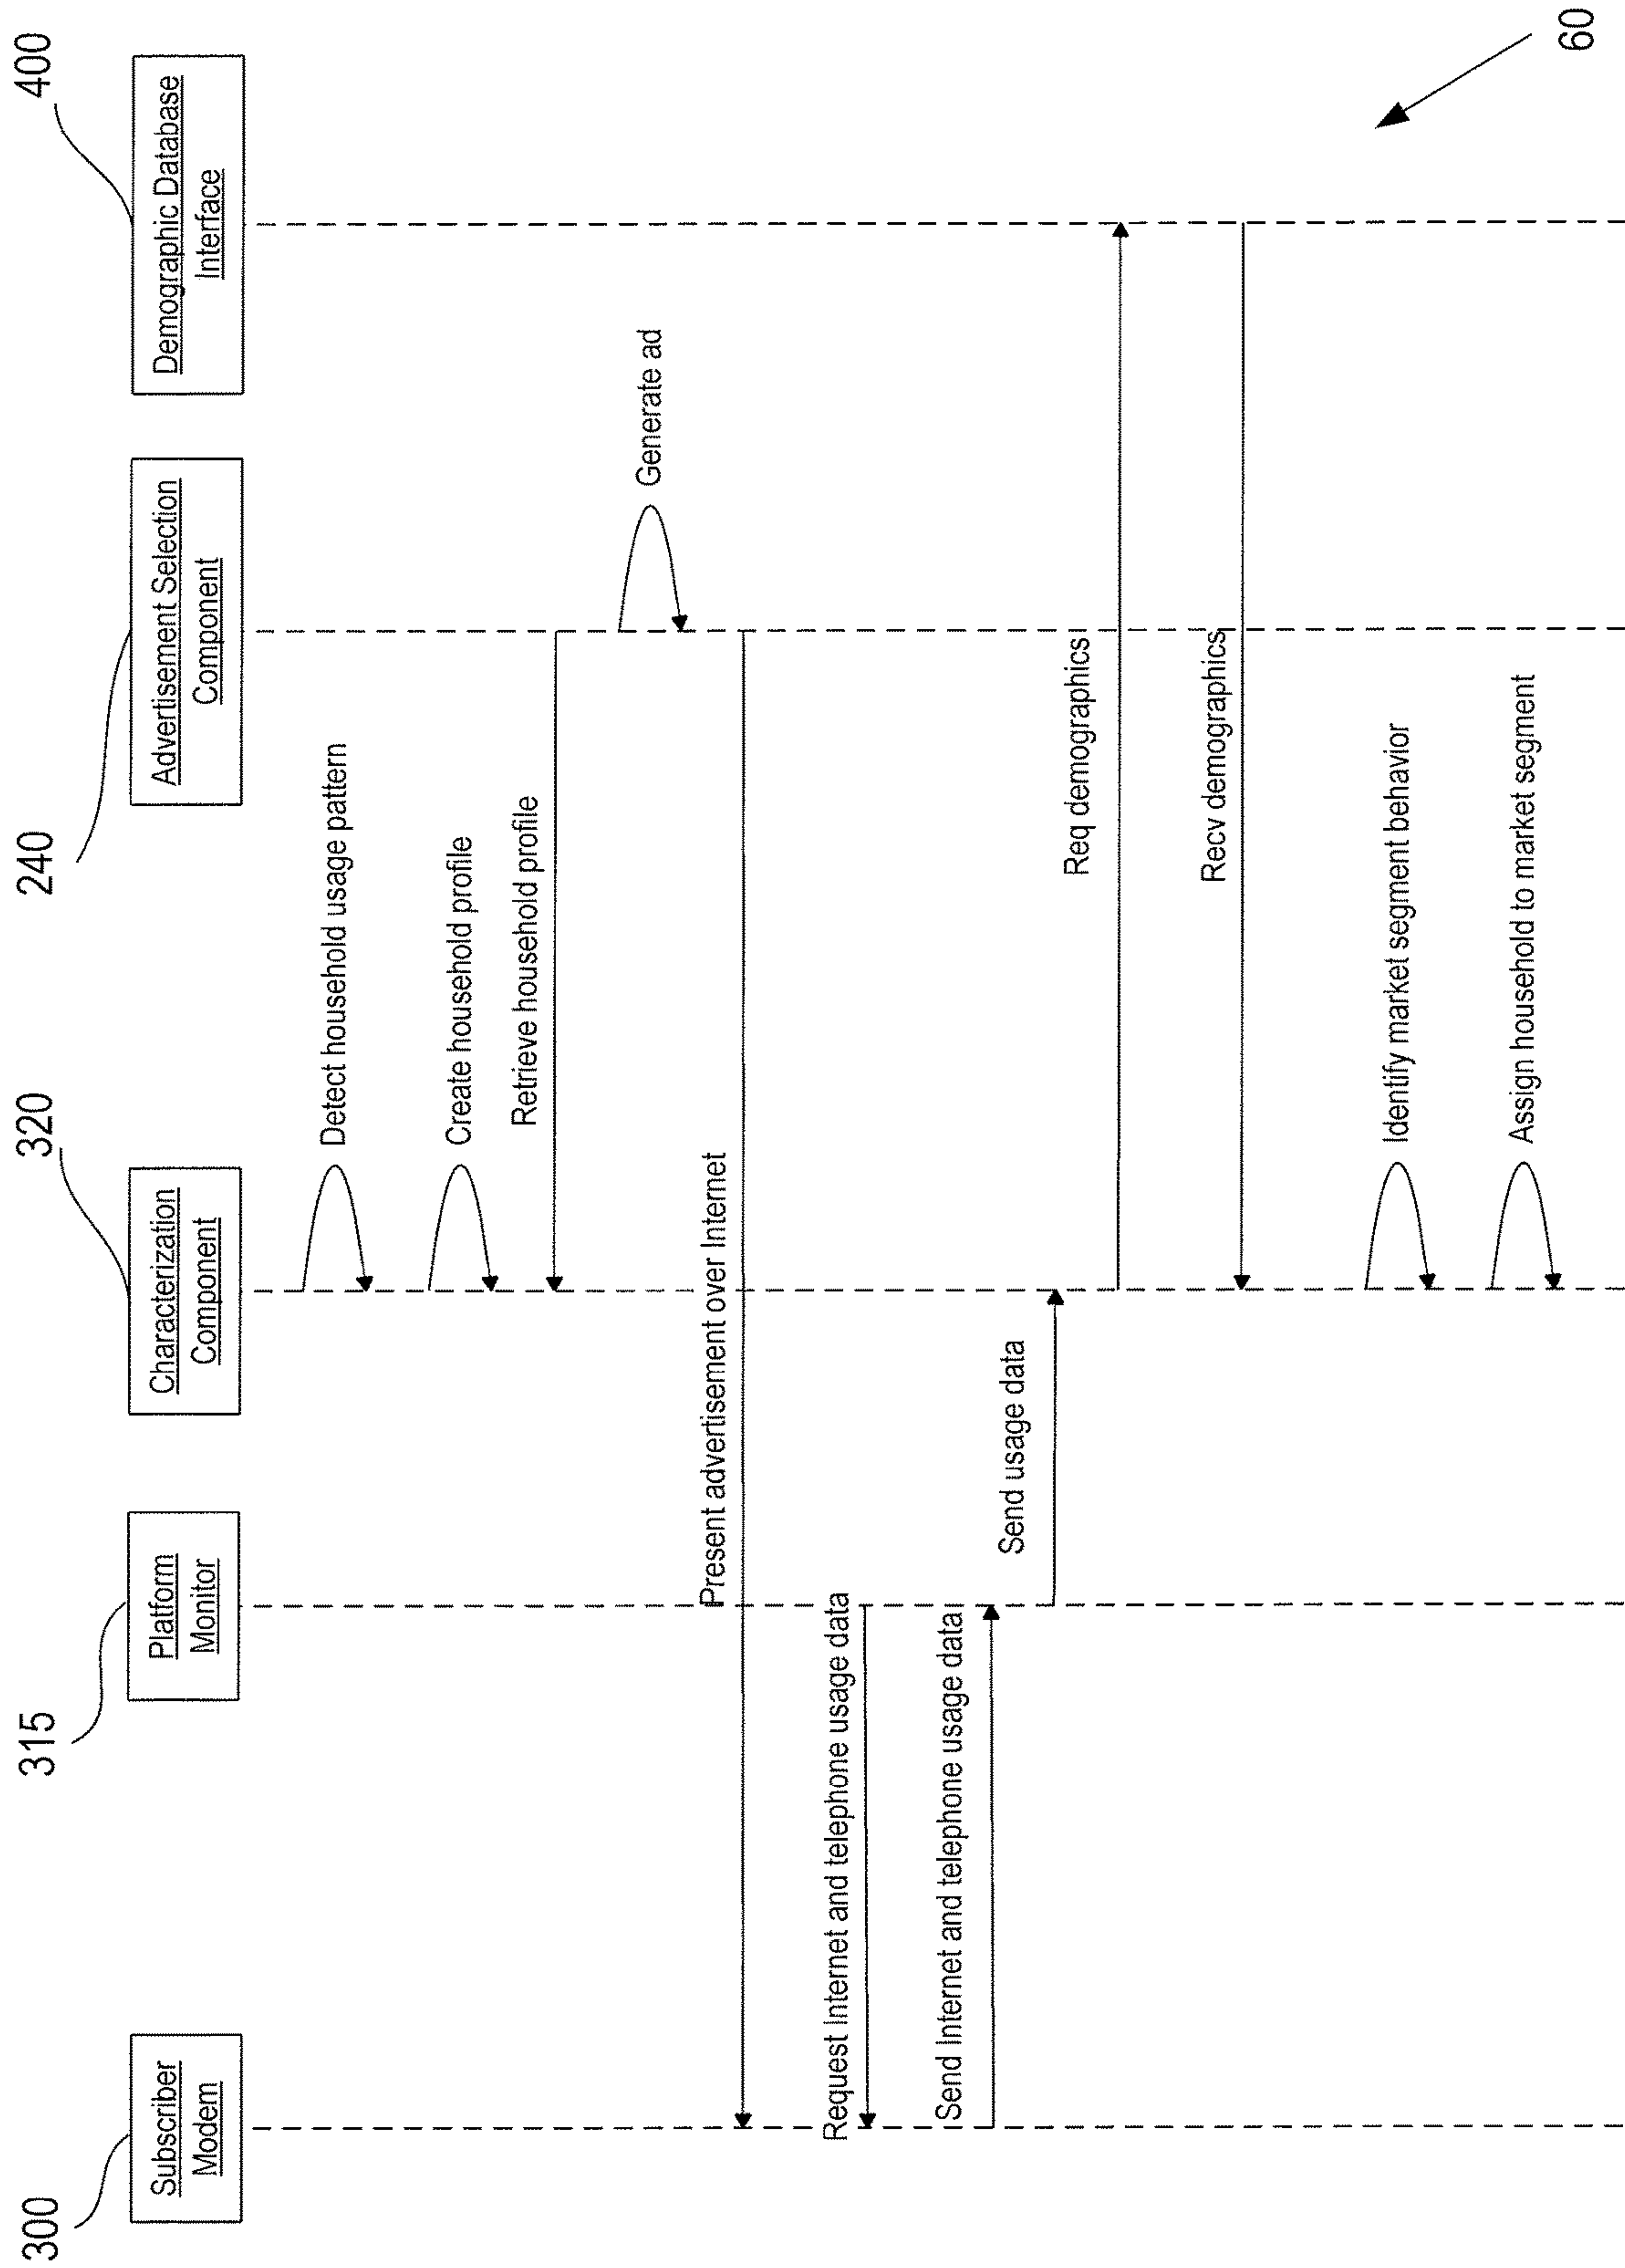 300
315
320
240
400
Subscriber
Modem
Platform
Monitor
Characterization
Component
Advertisement Selection
Component
Demographic Database
Interface
Detect household usage pattern
Create household profile
Retrieve household profile
Generate ad
Present advertisement over Internet
Request Internet and telephone usage data
Send Internet and telephone usage data
Send usage data
Req demographics
Recv demographics
Identify market segment behavior
Assign household to market segment
60